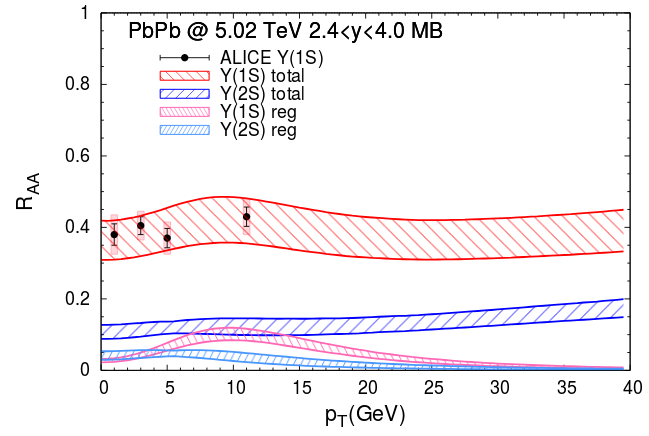 PbPb @ 5.02 TeV 2.4<y<4.0 MB
ALICE Y(1S)
Y(1S) total
Y(2S) total
Y(1S) reg
Y(2S) reg
1
0.8
0.6
0.4
0.2
0
R_AA
0 5 10 15 20 25 30 35 40
p_T(GeV)